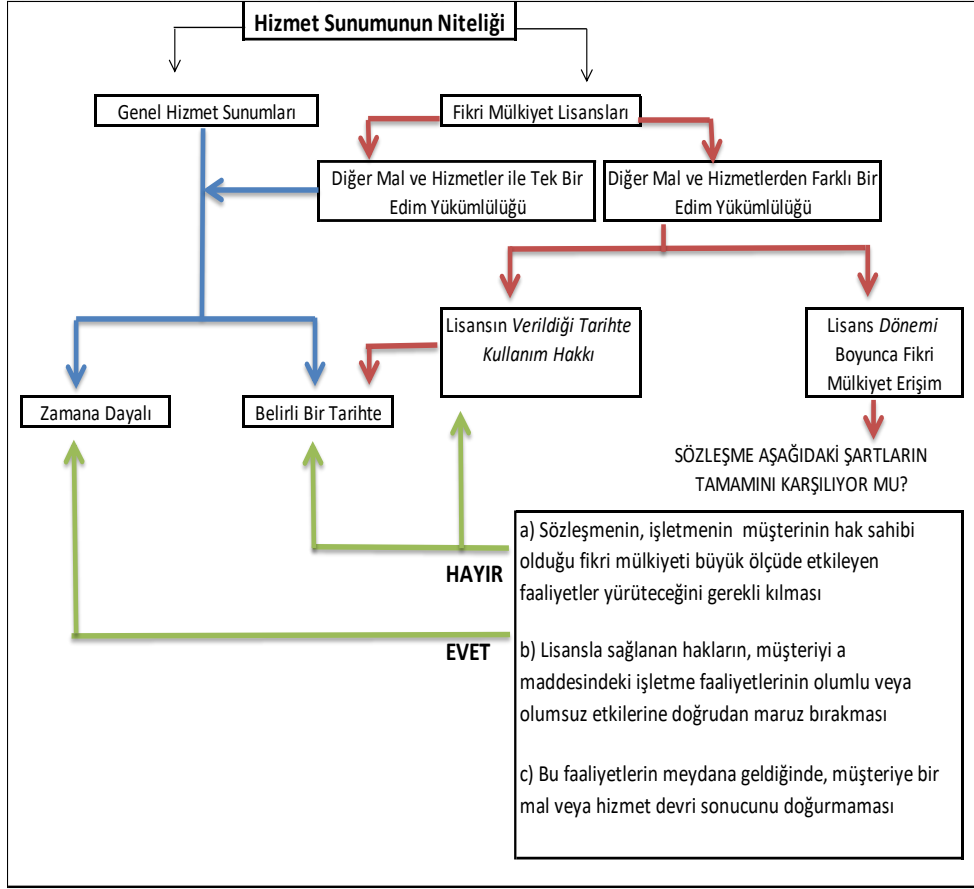 Hizmet Sunumunun Niteliği
Genel Hizmet Sunumları
Fikri Mülkiyet Lisansları
Diğer Mal ve Hizmetler ile Tek Bir
Edim Yükümlülüğü
Diğer Mal ve Hizmetlerden Farklı Bir
Edim Yükümlülüğü
Lisansın Verildiği Tarihte
Kullanım Hakkı
Lisans Dönemi
Boyunca Fikri
Mülkiyet Erişim
Zamana Dayalı
Belirli Bir Tarihte
SÖZLEŞME AŞAĞIDAKİ ŞARTLARIN
TAMAMINI KARŞILIYOR MU?
HAYIR
EVET
a) Sözleşmenin, işletmenin müşterinin hak sahibi
olduğu fikri mülkiyeti büyük ölçüde etkileyen
faaliyetler yürüteceğini gerekli kılması
b) Lisansla sağlanan hakların, müşteriyi a
maddesindeki işletme faaliyetlerinin olumlu veya
olumsuz etkilerine doğrudan maruz bırakması
c) Bu faaliyetlerin meydana geldiğinde, müşteriye bir
mal veya hizmet devri sonucunu doğurmaması